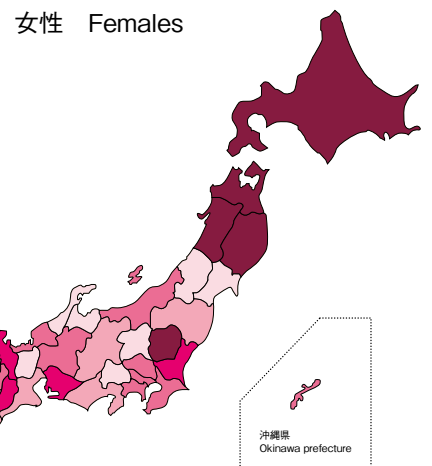 女性　Females
沖縄県
Okinawa prefecture